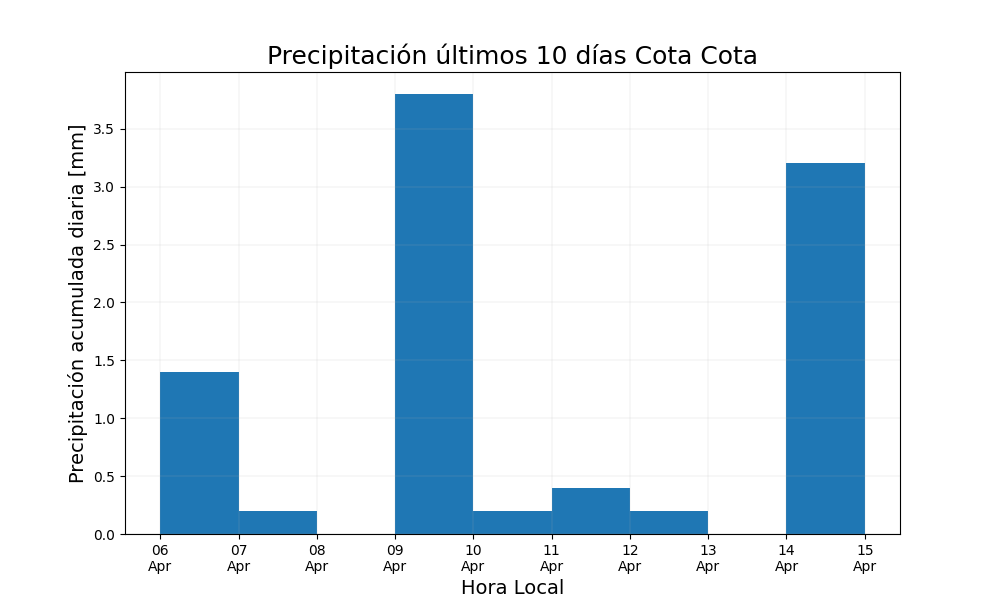 Precipitación últimos 10 días Cota Cota
Precipitación acumulada diaria [mm]
3.5
3.0
2.5
2.0
1.5
1.0
0.5
0.0
06 07 08 09 10 11 12 13 14 15
Apr Apr Apr Apr Apr Apr Apr Apr Apr Apr
Hora Local